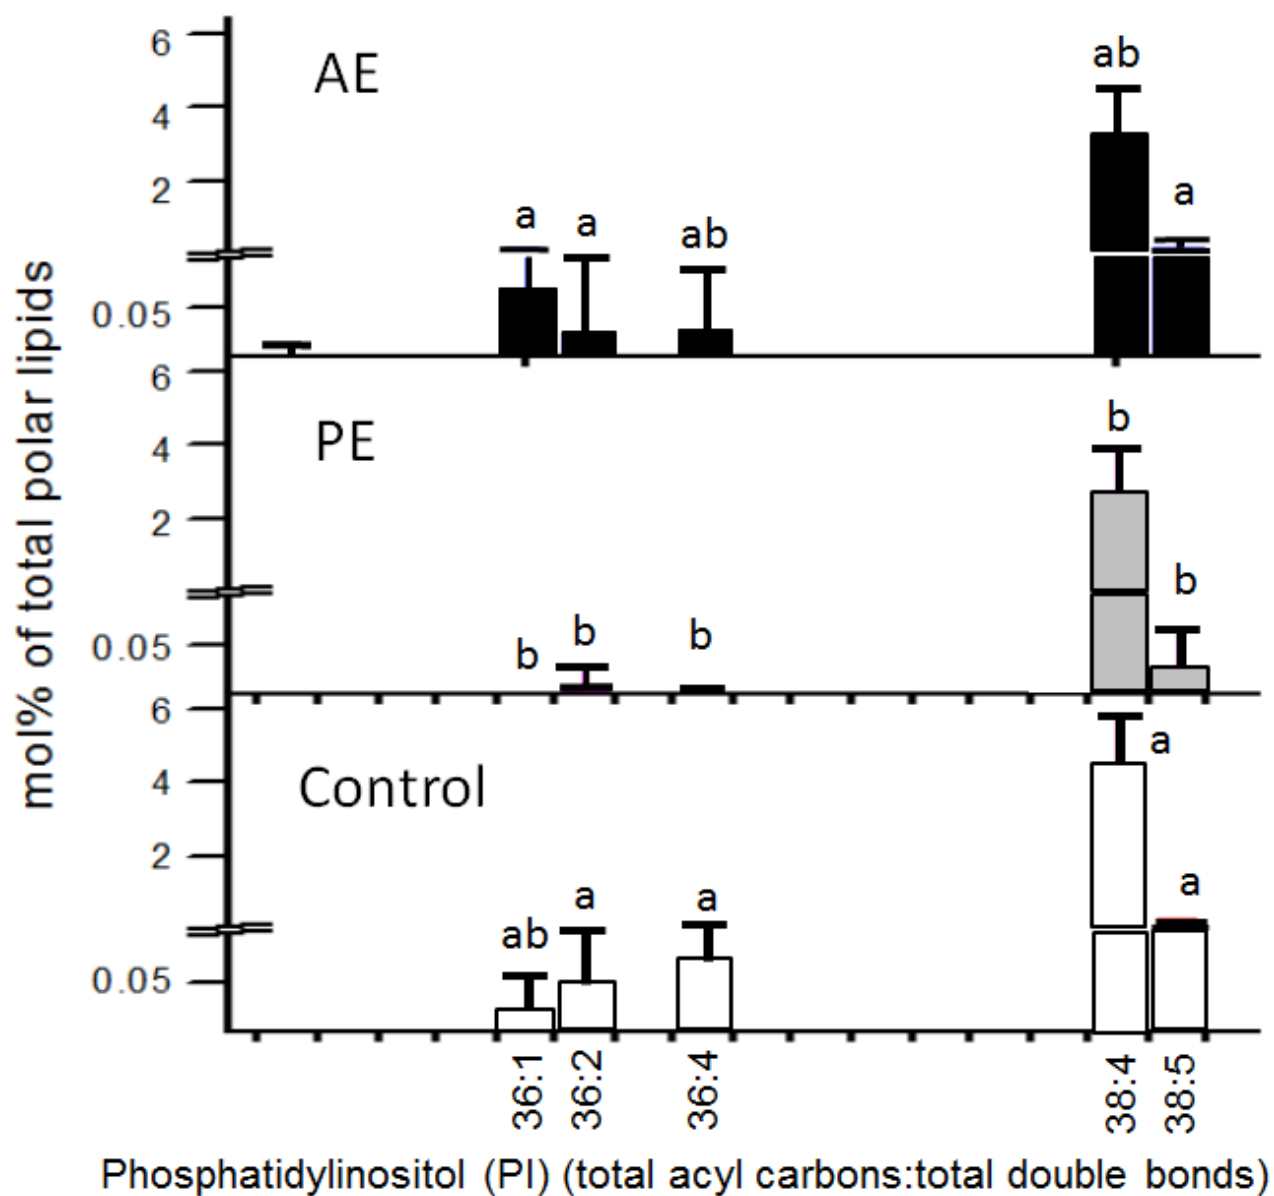 mol% of total polar lipids
AE
6
4
2
0.05
a
a
ab
ab
a
PE
6
4
2
0.05
b
b
b
b
b
Control
6
4
2
0.05
ab
a
a
a
a
36:1
36:2
36:4
38:4
38:5
Phosphatidylinositol (PI) (total acyl carbons:total double bonds)